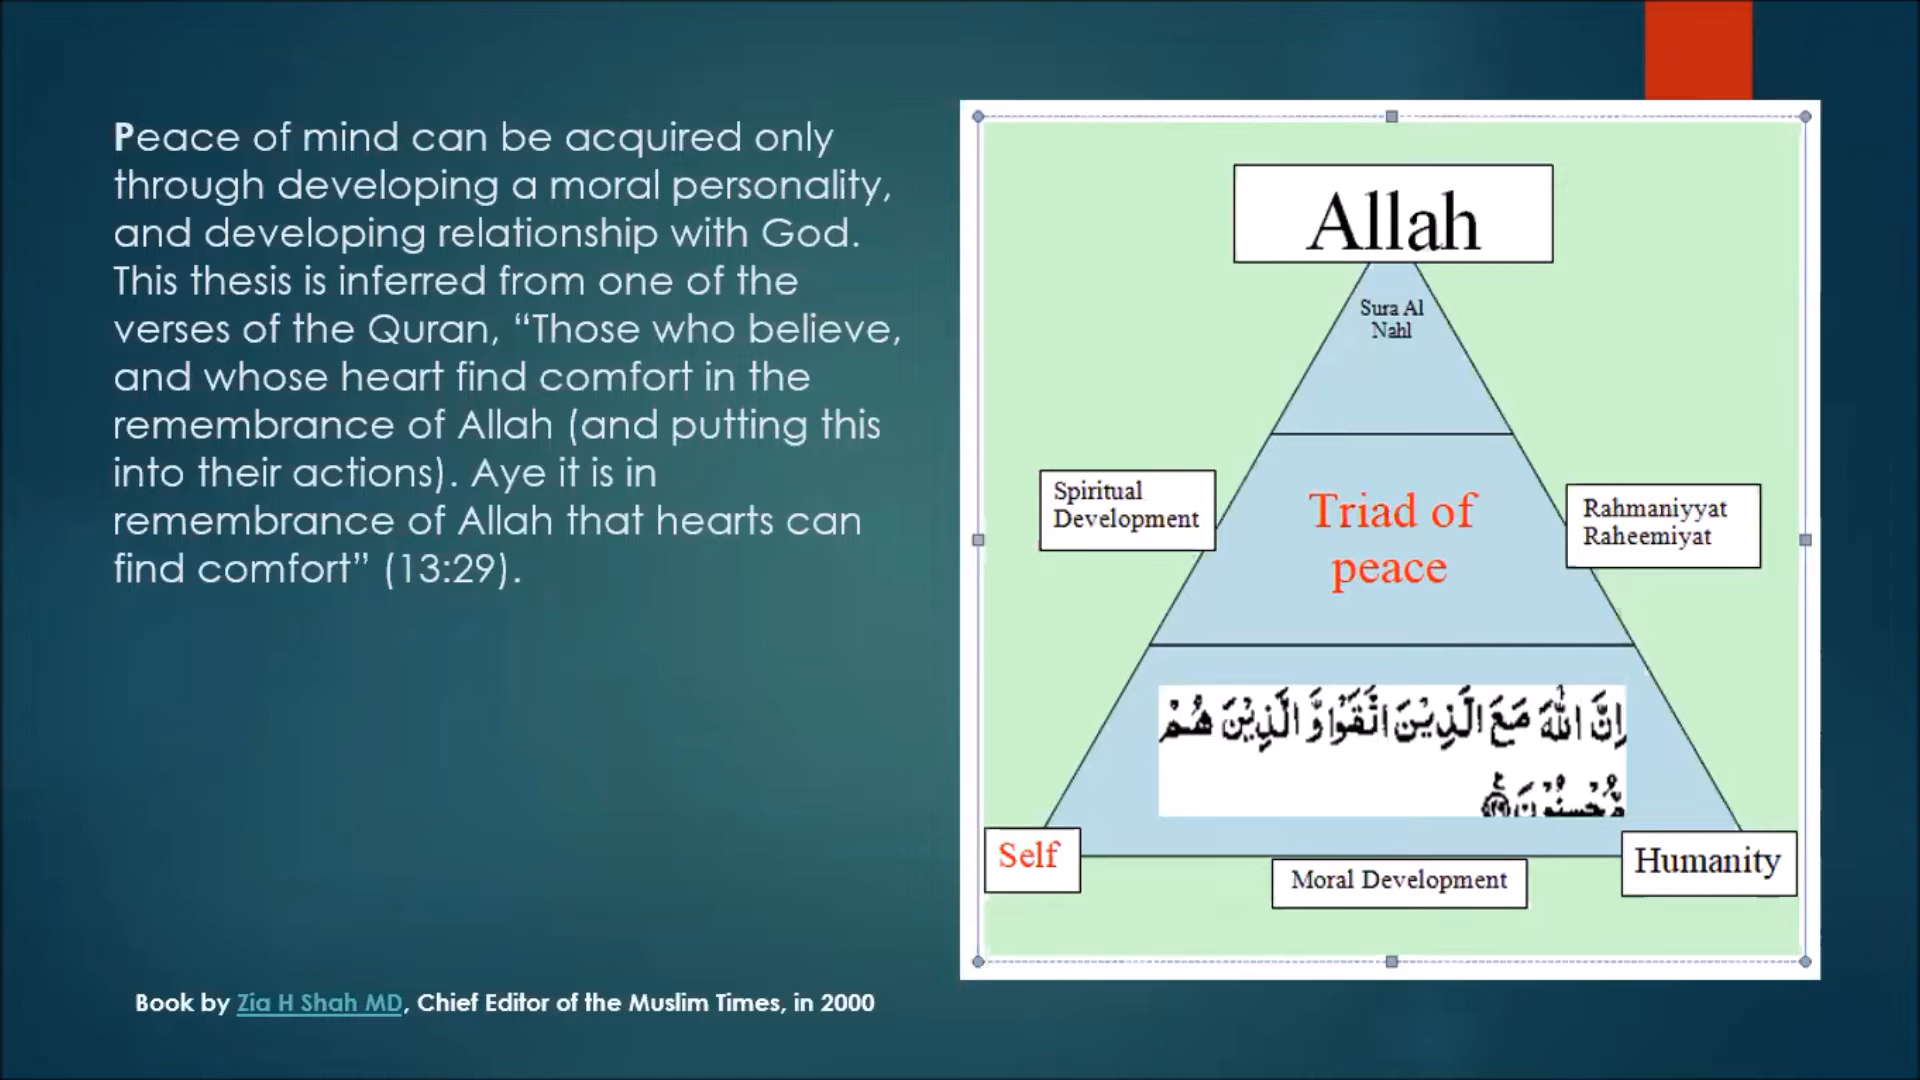 Peace of mind can be acquired only
through developing a moral personality,
and developing relationship with God.
This thesis is inferred from one of the
verses of the Quran, “Those who believe,
and whose heart find comfort in the
remembrance of Allah (and putting this
into their actions). Aye it is in
remembrance of Allah that hearts can
find comfort” (13:29).
Book by Zia H Shah MD, Chief Editor of the Muslim Times, in 2000
Allah
Sura Al
Nahl
Spiritual
Development
Triad of
peace
Rahmaniyyat
Raheemiyat
اِنَّ اللّٰهَ مَعَ الَّذِيْنَ اتَّقَوْا وَّ الَّذِيْنَ هُمْ
مُّحْسِنُوْنَ
Self
Moral Development
Humanity